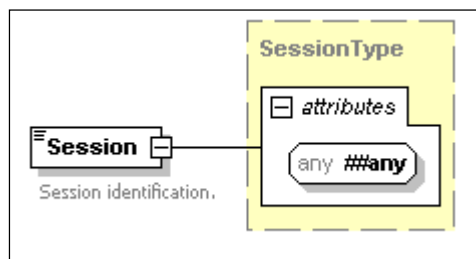 SessionType
attributes
Session
any ##any
Session identification.